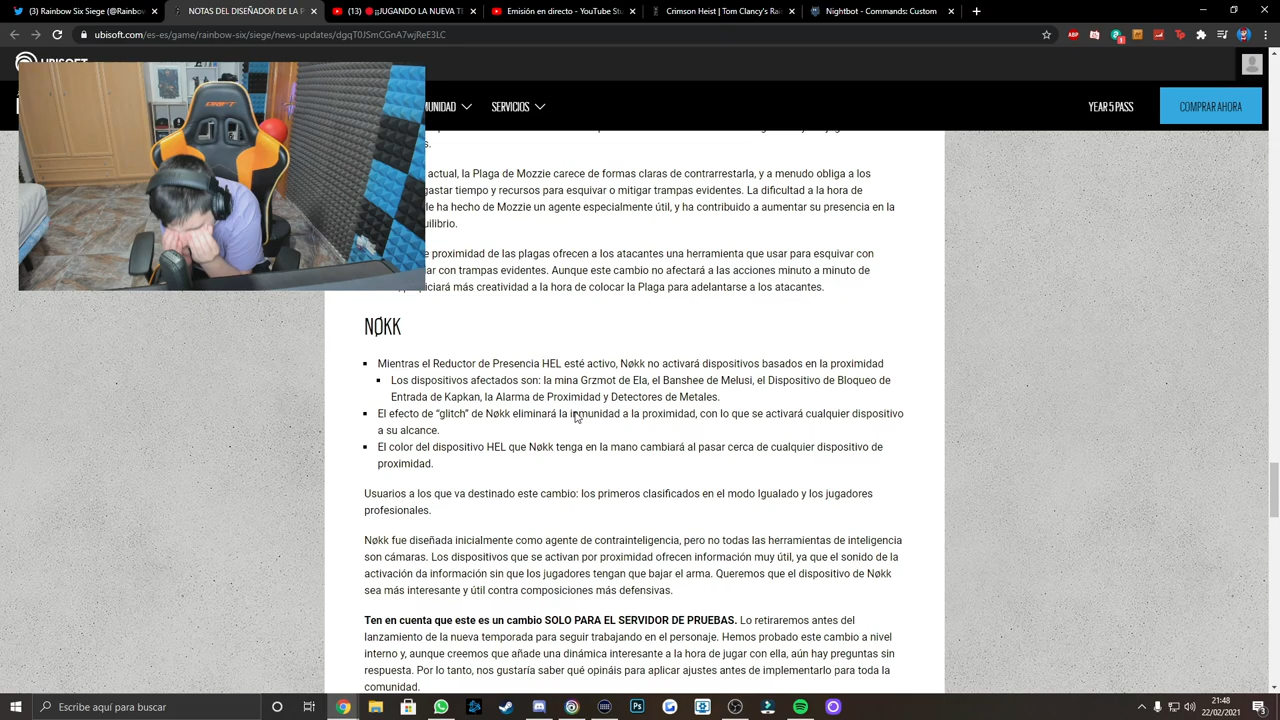 (3) Rainbow Six Siege (@Rainbow
NOTAS DEL DISEÑADOR DE LA P
(13) ¡JUGANDO LA NUEVA T
Emisión en directo - YouTube Stu
Crimson Heist | Tom Clancy's Rain
Nightbot - Commands: Custom
ubisoft.com/es-es/game/rainbow-six/siege/news-updates/dgqT0JSmCGnA7wjReE3LC
UBISOFT
MUNIDAD
SERVICIOS
YEAR 5 PASS
COMPRAR AHORA
DRIFT
s.
actual, la Plaga de Mozzie carece de formas claras de contrarrestarla, y a menudo obliga a los
gastar tiempo y recursos para esquivar o mitigar trampas evidentes. La dificultad a la hora de
le ha hecho de Mozzie un agente especialmente útil, y ha contribuido a aumentar su presencia en la
uilibrio.
e proximidad de las plagas ofrecen a los atacantes una herramienta que usar para esquivar con
ar con trampas evidentes. Aunque este cambio no afectará a las acciones minuto a minuto de
iciará más creatividad a la hora de colocar la Plaga para adelantarse a los atacantes.
NØKK
▪ Mientras el Reductor de Presencia HEL esté activo, Nøkk no activará dispositivos basados en la proximidad
▪ Los dispositivos afectados son: la mina Grzmot de Ela, el Banshee de Melusi, el Dispositivo de Bloqueo de
Entrada de Kapkan, la Alarma de Proximidad y Detectores de Metales.
▪ El efecto de “glitch” de Nøkk eliminará la inmunidad a la proximidad, con lo que se activará cualquier dispositivo
a su alcance.
▪ El color del dispositivo HEL que Nøkk tenga en la mano cambiará al pasar cerca de cualquier dispositivo de
proximidad.
Usuarios a los que va destinado este cambio: los primeros clasificados en el modo Igualado y los jugadores
profesionales.
Nøkk fue diseñada inicialmente como agente de contrainteligencia, pero no todas las herramientas de inteligencia
son cámaras. Los dispositivos que se activan por proximidad ofrecen información muy útil, ya que el sonido de la
activación da información sin que los jugadores tengan que bajar el arma. Queremos que el dispositivo de Nøkk
sea más interesante y útil contra composiciones más defensivas.
Ten en cuenta que este es un cambio SOLO PARA EL SERVIDOR DE PRUEBAS. Lo retiraremos antes del
lanzamiento de la nueva temporada para seguir trabajando en el personaje. Hemos probado este cambio a nivel
interno y, aunque creemos que añade una dinámica interesante a la hora de jugar con ella, aún hay preguntas sin
respuesta. Por lo tanto, nos gustaría saber qué opináis para aplicar ajustes antes de implementarlo para toda la
comunidad.
Escribe aquí para buscar
21:48
22/02/2021